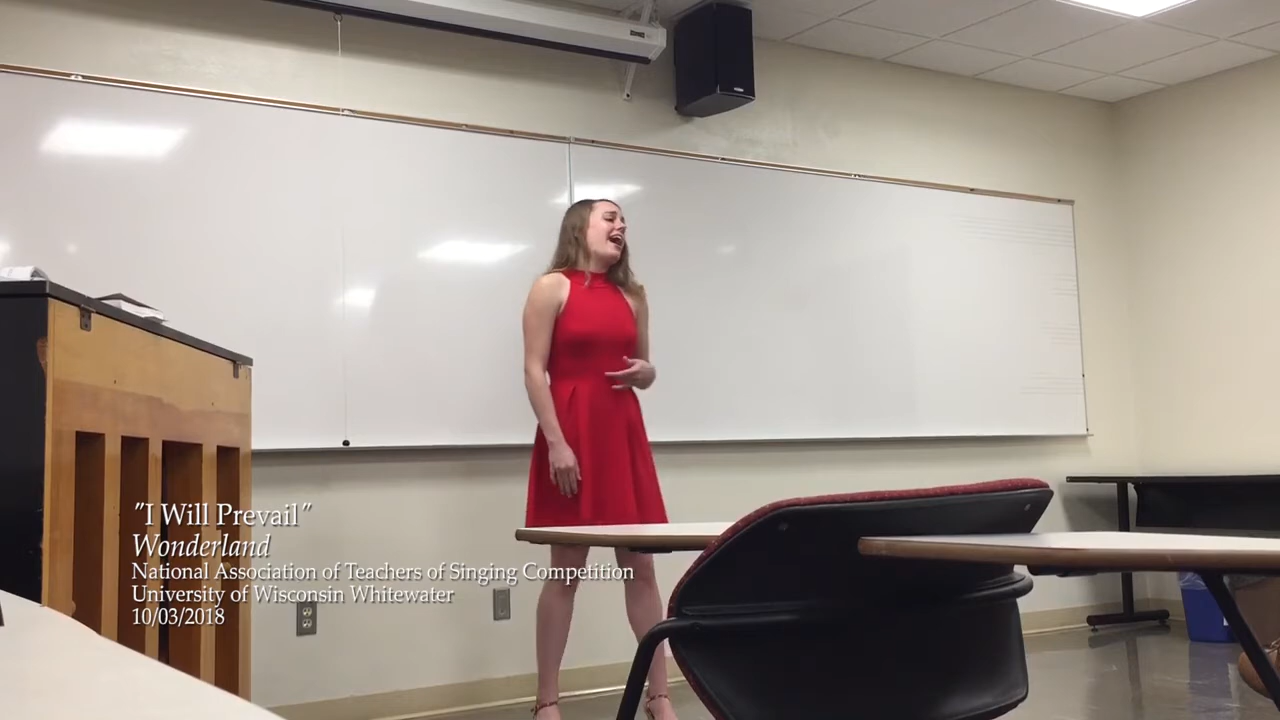 "I Will Prevail"
Wonderland
National Association of Teachers of Singing Competition
University of Wisconsin Whitewater
10/03/2018